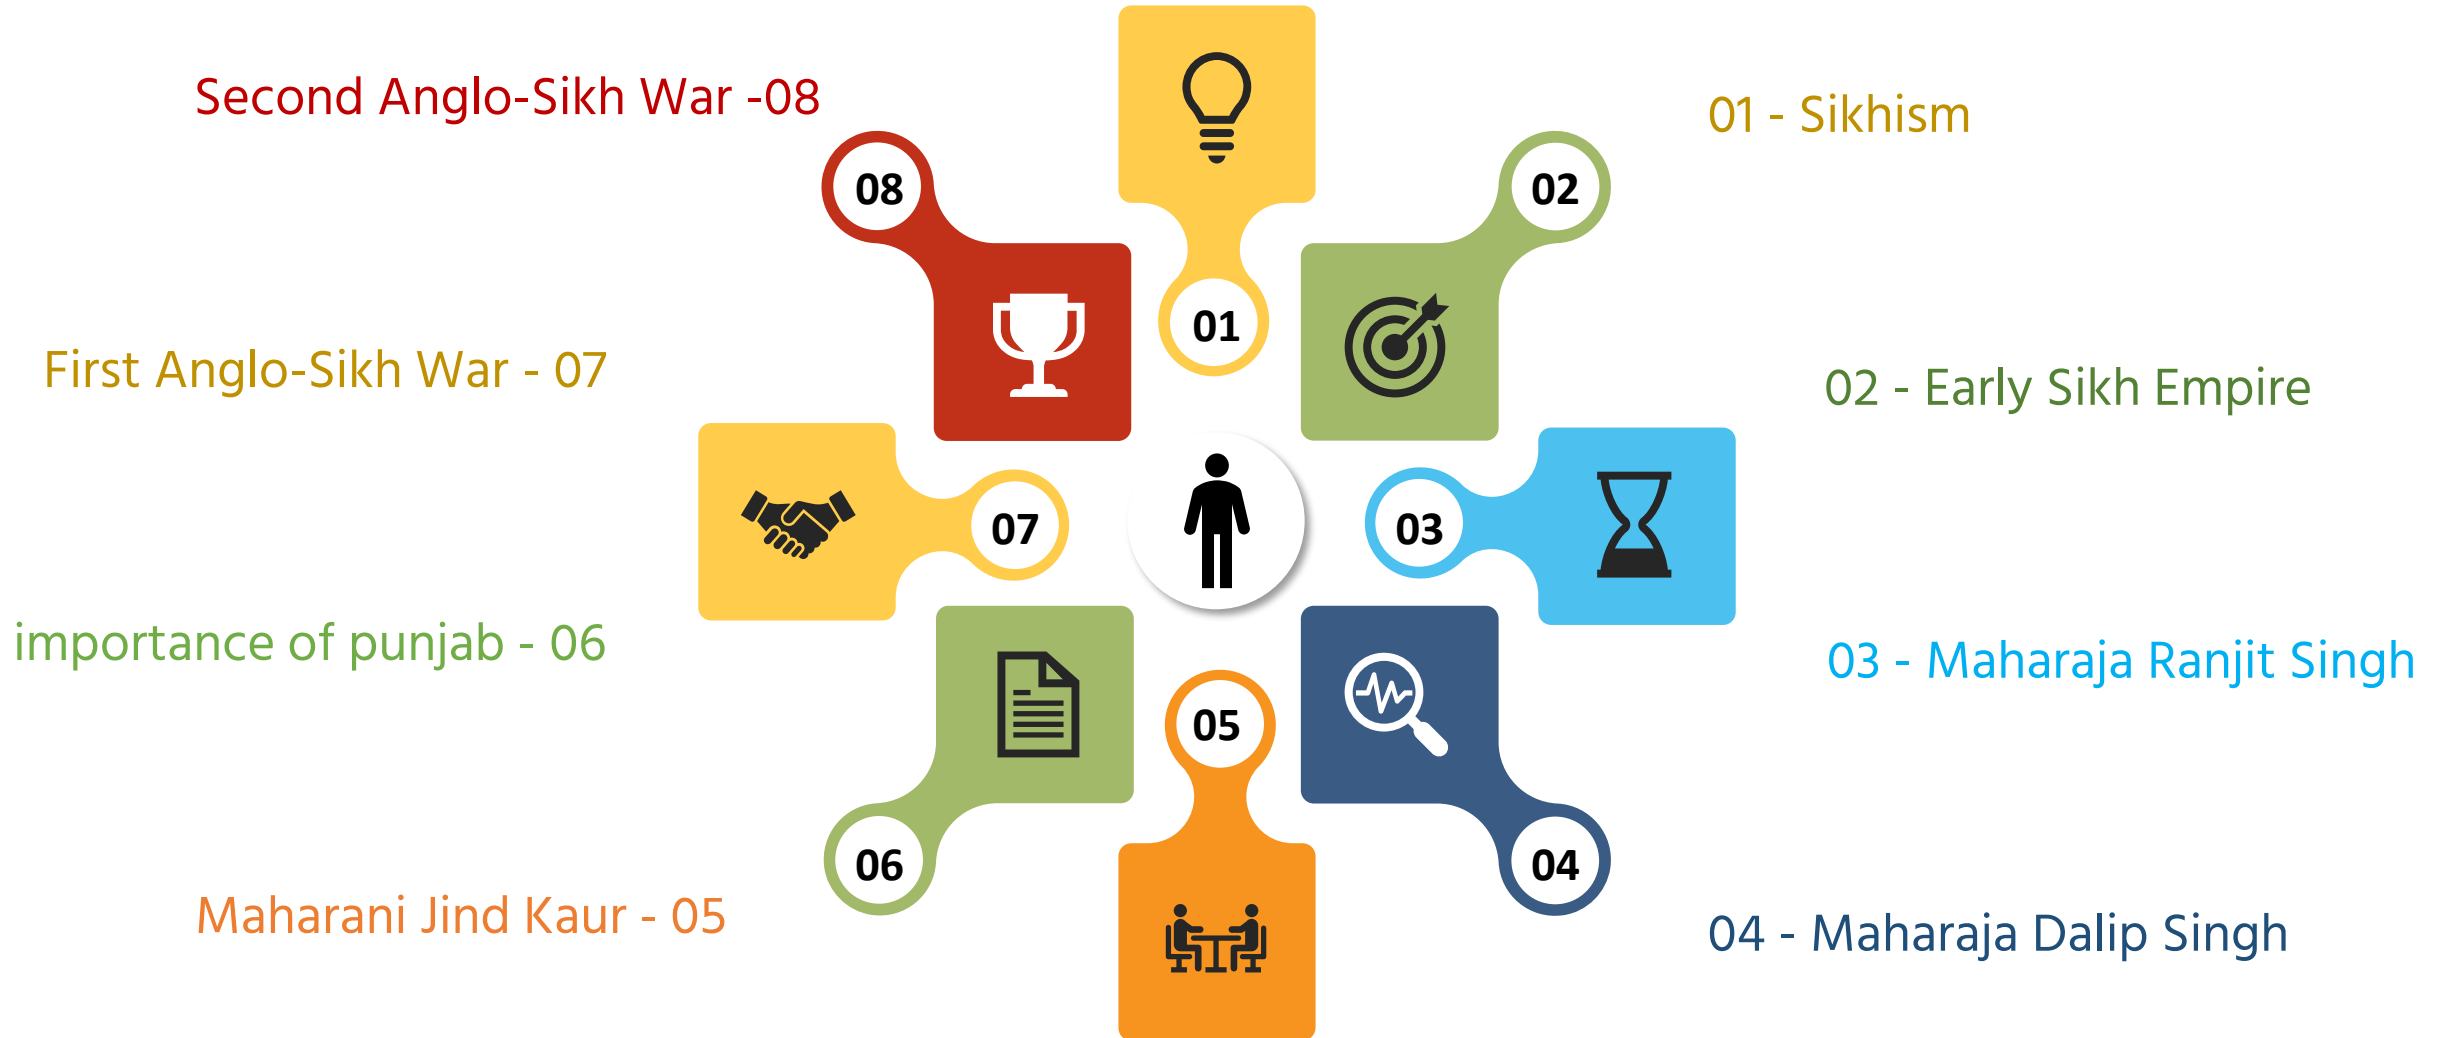 Second Anglo-Sikh War -08
01 - Sikhism
08
02
01
First Anglo-Sikh War - 07
02 - Early Sikh Empire
07
03
importance of punjab - 06
03 - Maharaja Ranjit Singh
05
06
04
Maharani Jind Kaur - 05
04 - Maharaja Dalip Singh